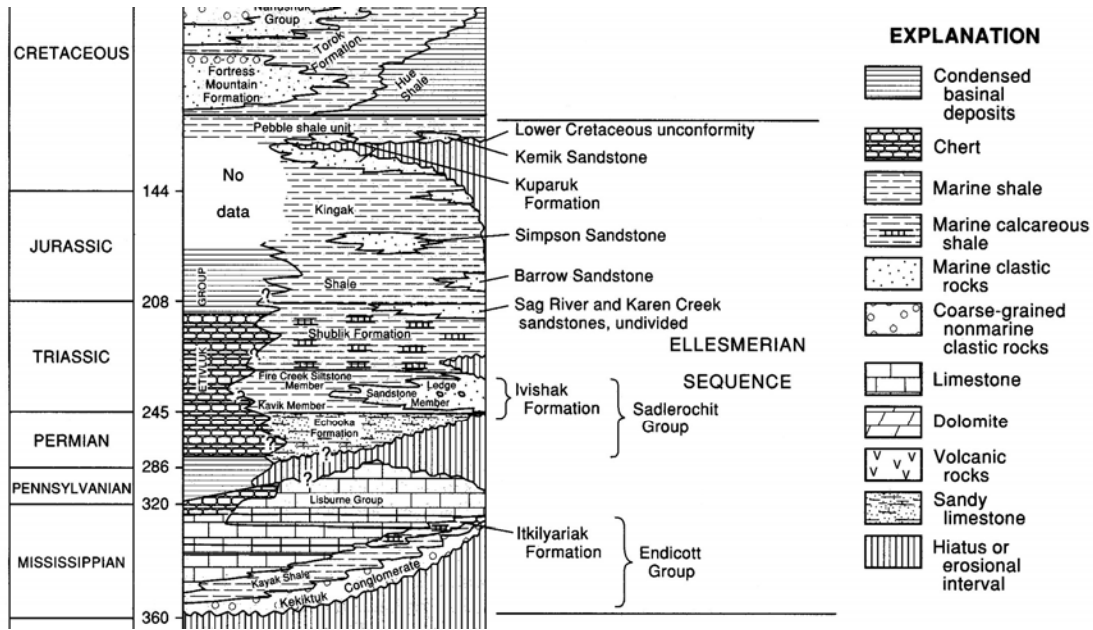 Nanushuk
Group
CRETACEOUS
Torok
Formation
Fortress
Mountain
Formation
Hue
Shale
Pebble shale unit
No
data
144
Kingak
JURASSIC
GROUP
Shale
208
?
TRIASSIC
ETIVLUK
Shublik Formation
?
Fire Creek Siltstone
Member
Sandstone
Ledge
Member
?
Kavik Member
245
PERMIAN
Echooka
Formation
?
286
?
?
PENNSYLVANIAN
320
Lisburne Group
MISSISSIPPIAN
Kayak Shale
Kekiktuk Conglomerate
360
Lower Cretaceous unconformity
Kemik Sandstone
Kuparuk
Formation
Simpson Sandstone
Barrow Sandstone
Sag River and Karen Creek
sandstones, undivided
ELLESMERIAN
SEQUENCE
Ivishak
Formation
Sadlerochit
Group
Itkilyariak
Formation
Endicott
Group
EXPLANATION
Condensed
basinal
deposits
Chert
Marine shale
Marine calcareous
shale
Marine clastic
rocks
Coarse-grained
nonmarine
clastic rocks
Limestone
Dolomite
Volcanic
rocks
Sandy
limestone
Hiatus or
erosional
interval